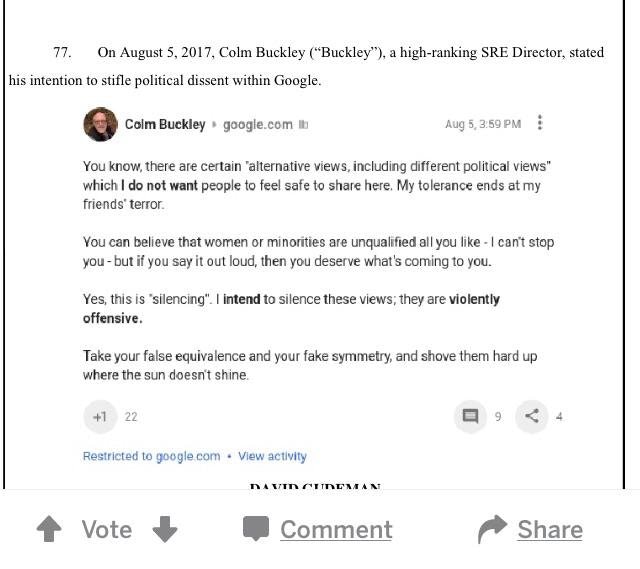 77. On August 5, 2017, Colm Buckley (“Buckley”), a high-ranking SRE Director, stated
his intention to stifle political dissent within Google.
Colm Buckley google.com
Aug 5, 3:59 PM
You know, there are certain "alternative views, including different political views"
which I do not want people to feel safe to share here. My tolerance ends at my
friends' terror.
You can believe that women or minorities are unqualified all you like - I can't stop
you - but if you say it out loud, then you deserve what's coming to you.
Yes, this is "silencing". I intend to silence these views; they are violently
offensive.
Take your false equivalence and your fake symmetry, and shove them hard up
where the sun doesn't shine.
+1 22 9 4
Restricted to google.com • View activity
DAVID GUDEMAN
Vote Comment Share